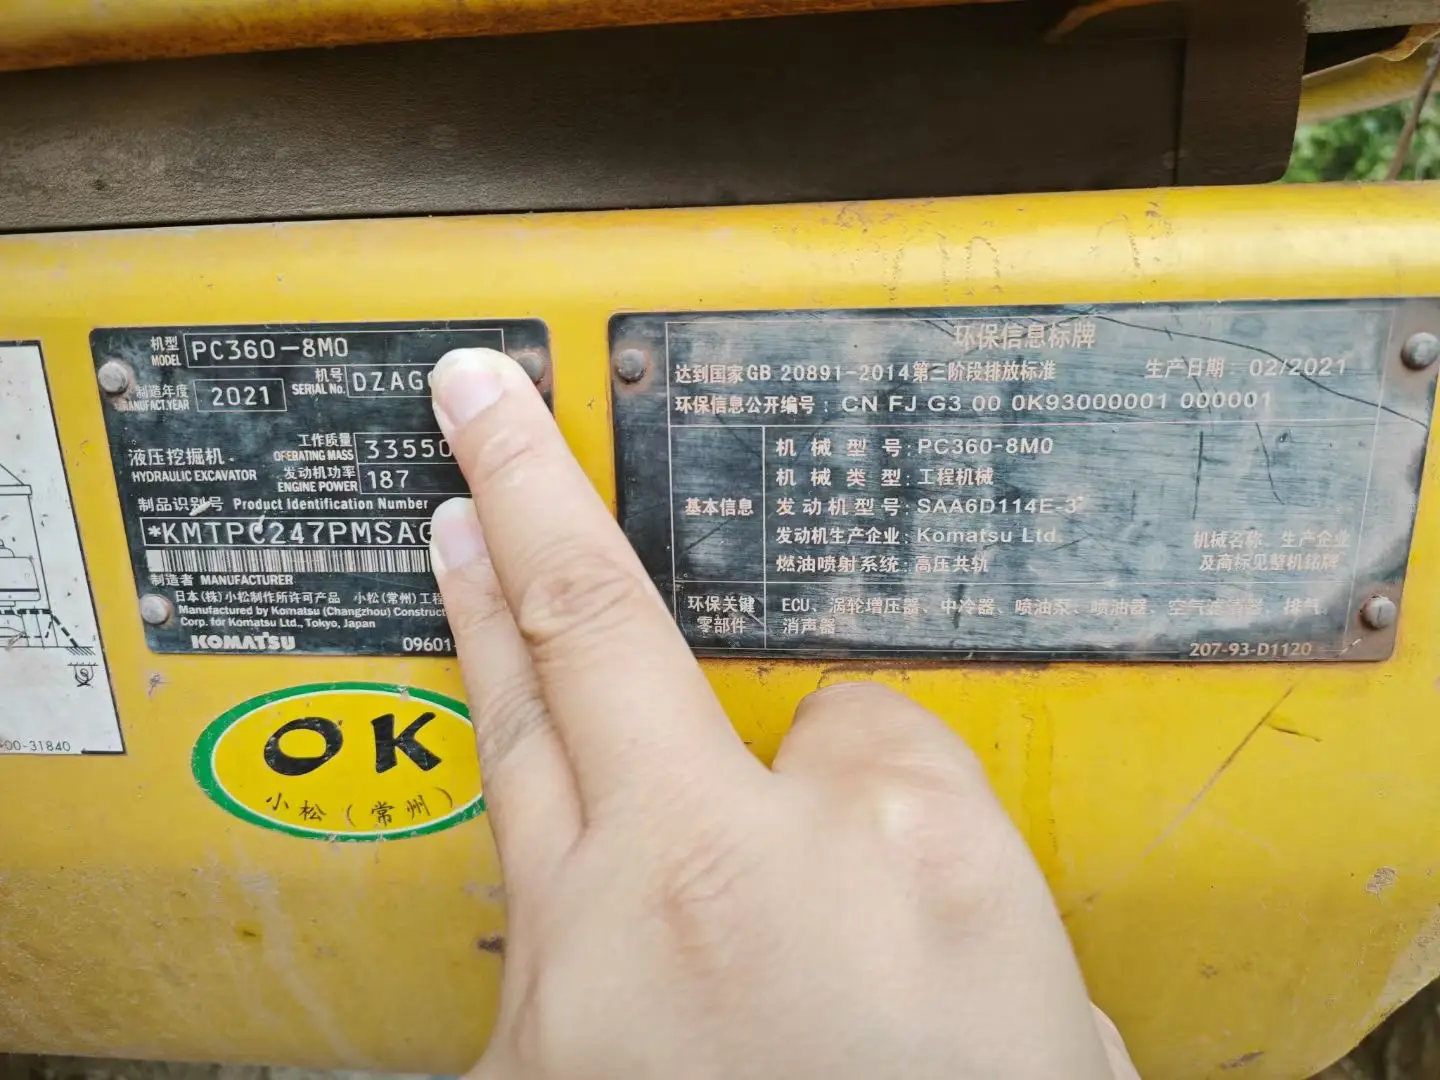 机型 MODEL PC360-8M0
制造年度 MANUFACT.YEAR 2021
机号 SERIAL No. DZAG
液压挖掘机
HYDRAULIC EXCAVATOR
工作质量 OPERATING MASS 33550
发动机功率 ENGINE POWER 187
制品识别号 Product Identification Number
*KMTPC247PMSAG
制造者 MANUFACTURER
日本(株)小松制作所许可产品 小松(常州)工程
Manufactured by Komatsu (Changzhou)
Corp. for Komatsu Ltd., Tokyo, Japan
KOMATSU 09601-
OK
小松(常州)
00-31840
环保信息标牌
达到国家GB 20891-2014第三阶段排放标准 生产日期: 02/2021
环保信息公开编号: CN FJ G3 00 0K93000001 000001
基本信息
机械型号: PC360-8M0
机械类型: 工程机械
发动机型号: SAA6D114E-3
发动机生产企业: Komatsu Ltd.
燃油喷射系统: 高压共轨
机械名称、生产企业
及商标见整机铭牌
环保关键
零部件
ECU、涡轮增压器、中冷器、喷油泵、喷油器、空气滤清器、排气
消声器
207-93-D1120